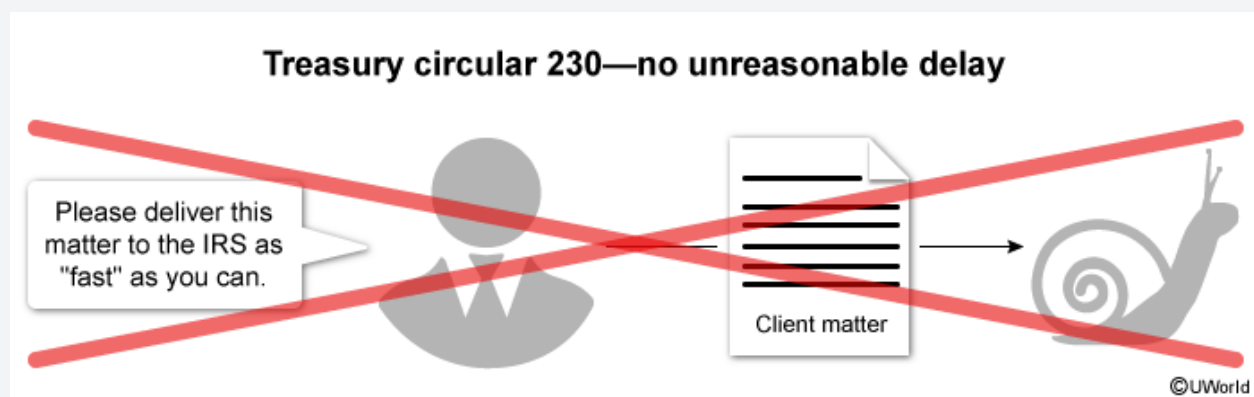 Treasury circular 230—no unreasonable delay
Please deliver this
matter to the IRS as
"fast" as you can.
Client matter
©UWorld